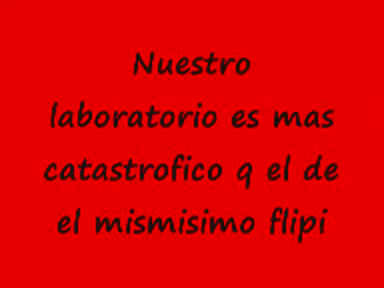 Nuestro
laboratorio es mas
catastrofico q el de
el mismisimo flipi